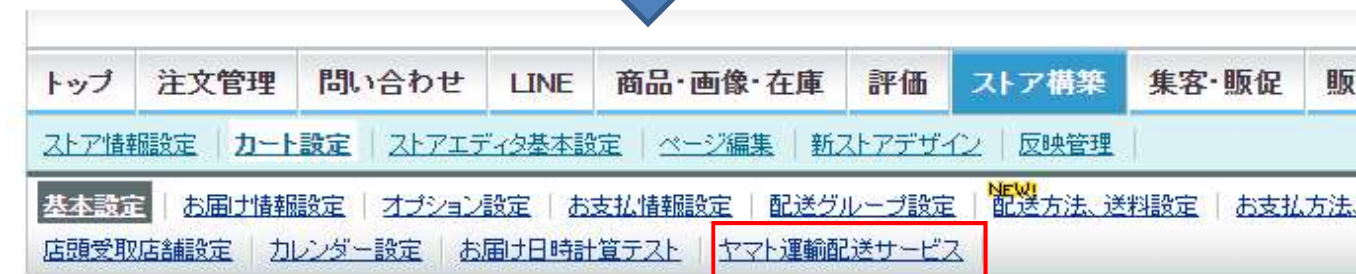 トップ 注文管理 問い合わせ LINE 商品・画像・在庫 評価 ストア構築 集客・販促 販
ストア情報設定 カート設定 ストアエディタ基本設定 ページ編集 新ストアデザイン 反映管理
基本設定 お届け情報設定 オプション設定 お支払い情報設定 配送グループ設定 NEW! 配送方法、送料設定 お支払方法、
店頭受取店舗設定 カレンダー設定 お届け日時計算テスト ヤマト運輸配送サービス